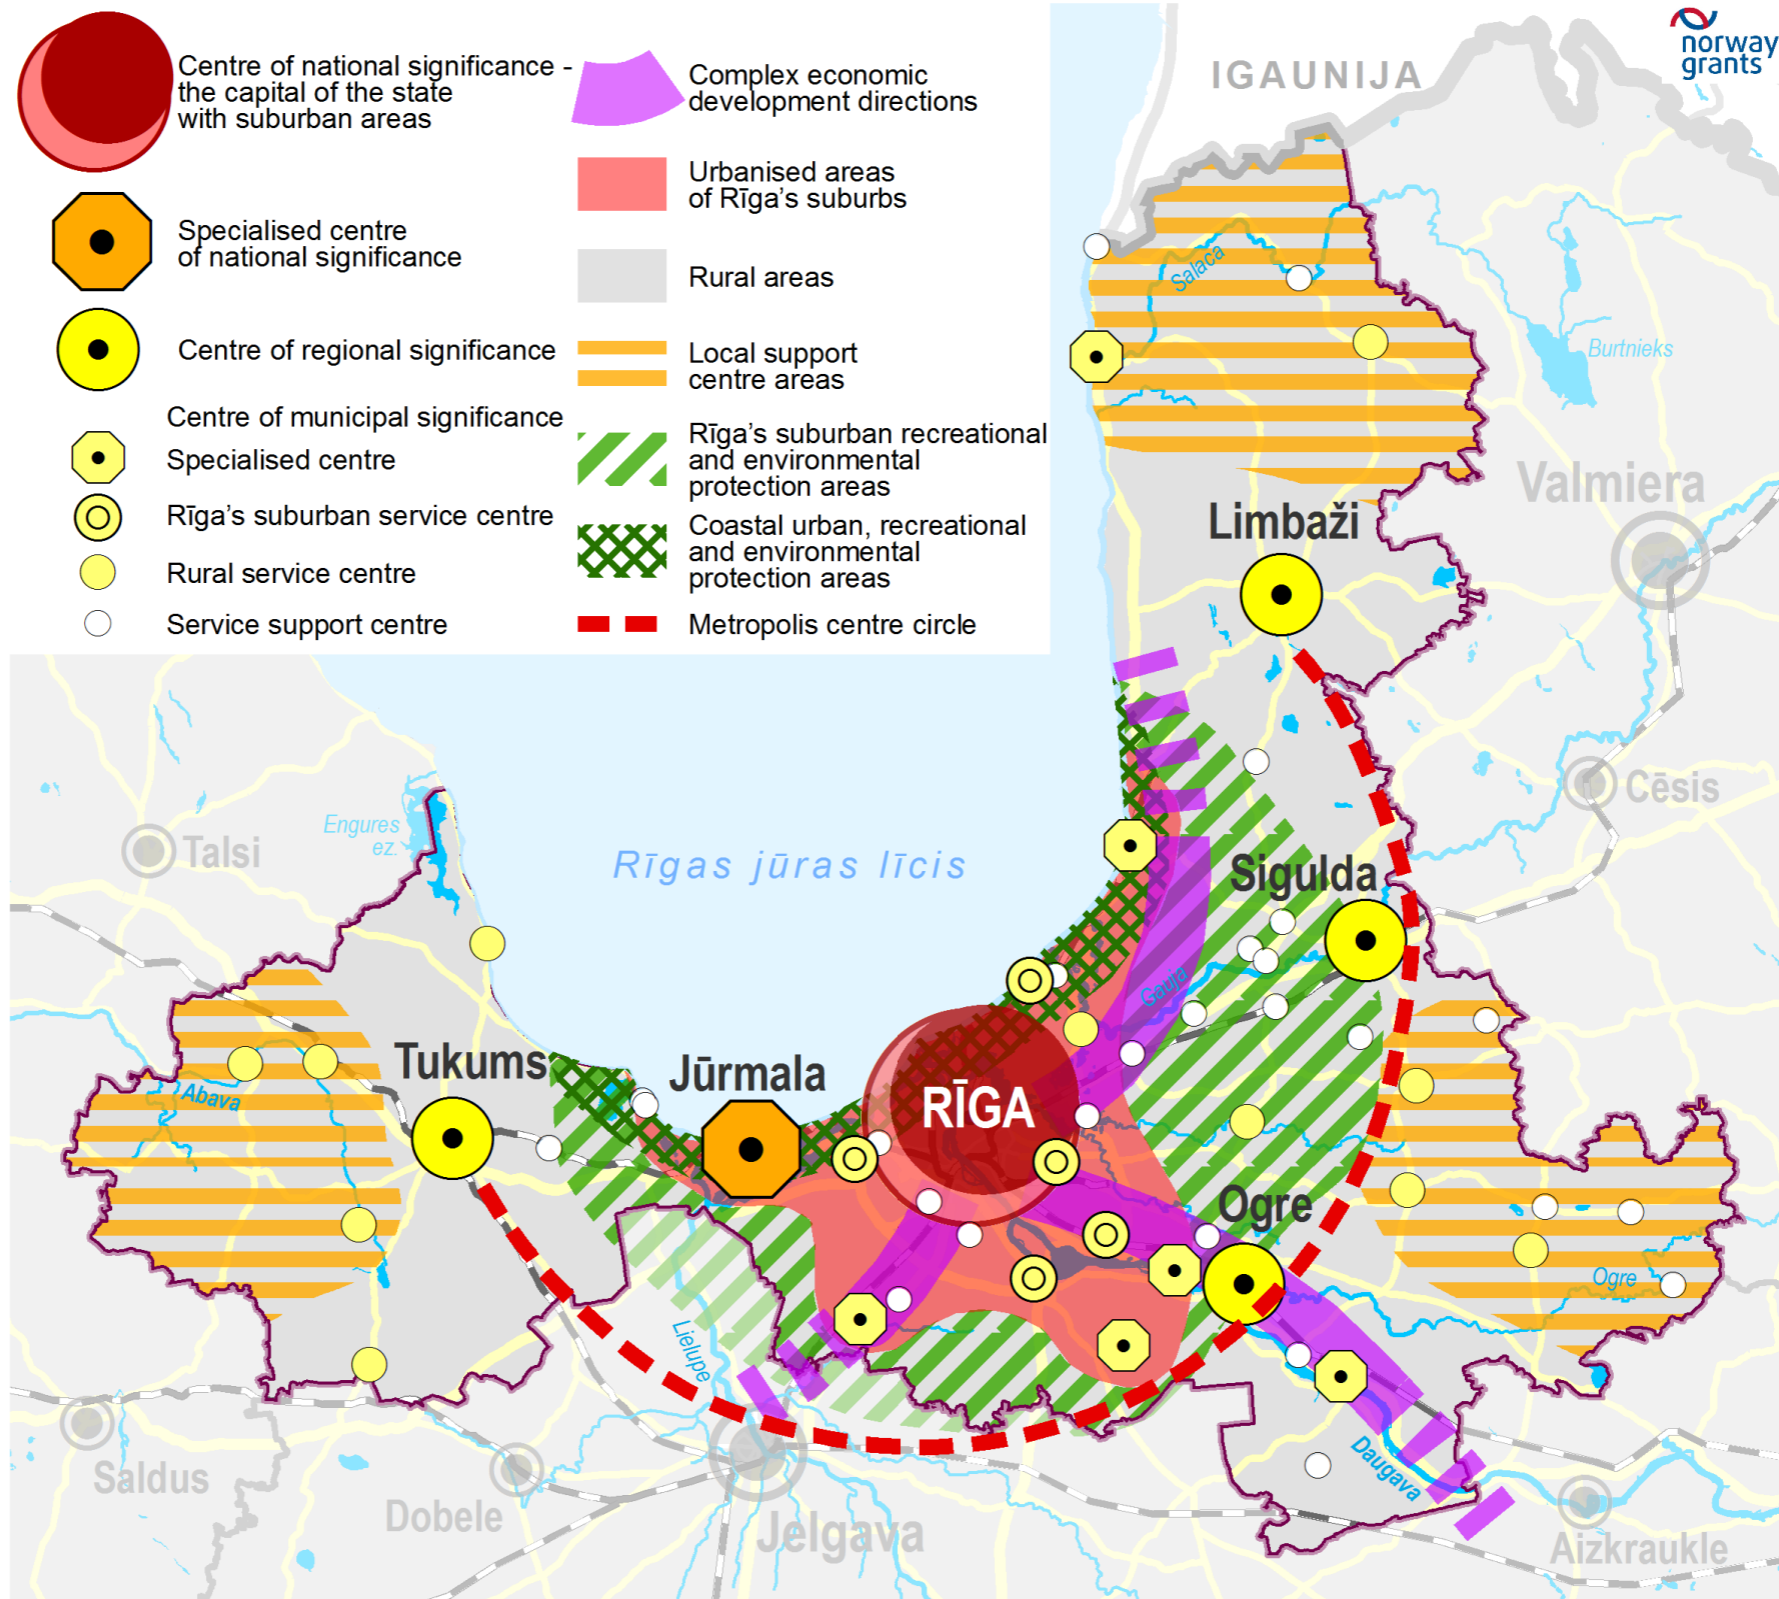 Centre of national significance -
the capital of the state
with suburban areas
Specialised centre
of national significance
Centre of regional significance
Centre of municipal significance
Specialised centre
Rīga's suburban service centre
Rural service centre
Service support centre
Complex economic
development directions
Urbanised areas
of Rīga's suburbs
Rural areas
Local support
centre areas
Rīga's suburban recreational
and environmental
protection areas
Coastal urban, recreational
and environmental
protection areas
Metropolis centre circle
norway
grants
IGAUNIJA
Salaca
Burtnieks
Valmiera
Limbaži
Cēsis
Engures
ez.
Talsi
Rīgas jūras līcis
Sigulda
Gauja
Tukums
Jūrmala
RĪGA
Abava
Ogre
Ogre
Lielupe
Daugava
Saldus
Dobele
Jelgava
Aizkraukle